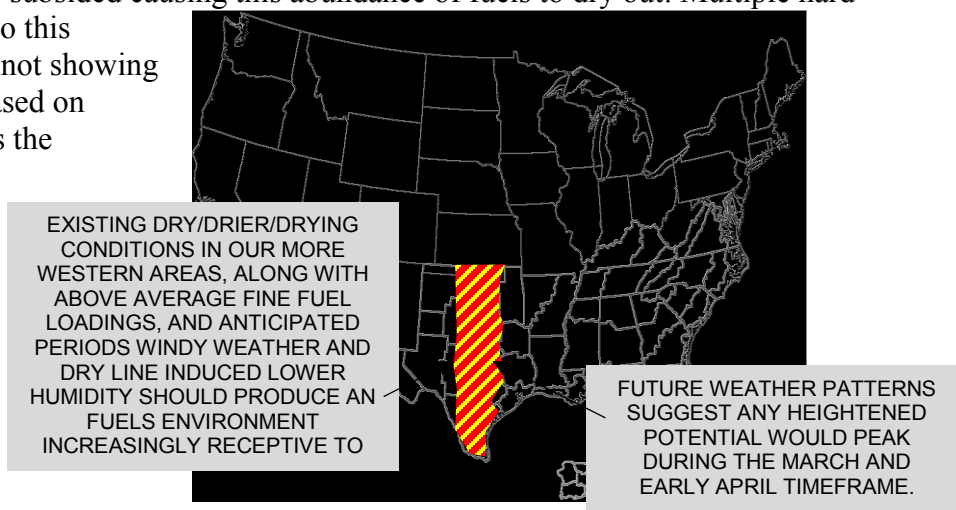 subsided causing this abundance of fuels to dry out. Multiple hard
o this
not showing
ased on
s the
EXISTING DRY/DRIER/DRYING
CONDITIONS IN OUR MORE
WESTERN AREAS, ALONG WITH
ABOVE AVERAGE FINE FUEL
LOADINGS, AND ANTICIPATED
PERIODS WINDY WEATHER AND
DRY LINE INDUCED LOWER
HUMIDITY SHOULD PRODUCE AN
FUELS ENVIRONMENT
INCREASINGLY RECEPTIVE TO
FUTURE WEATHER PATTERNS
SUGGEST ANY HEIGHTENED
POTENTIAL WOULD PEAK
DURING THE MARCH AND
EARLY APRIL TIMEFRAME.